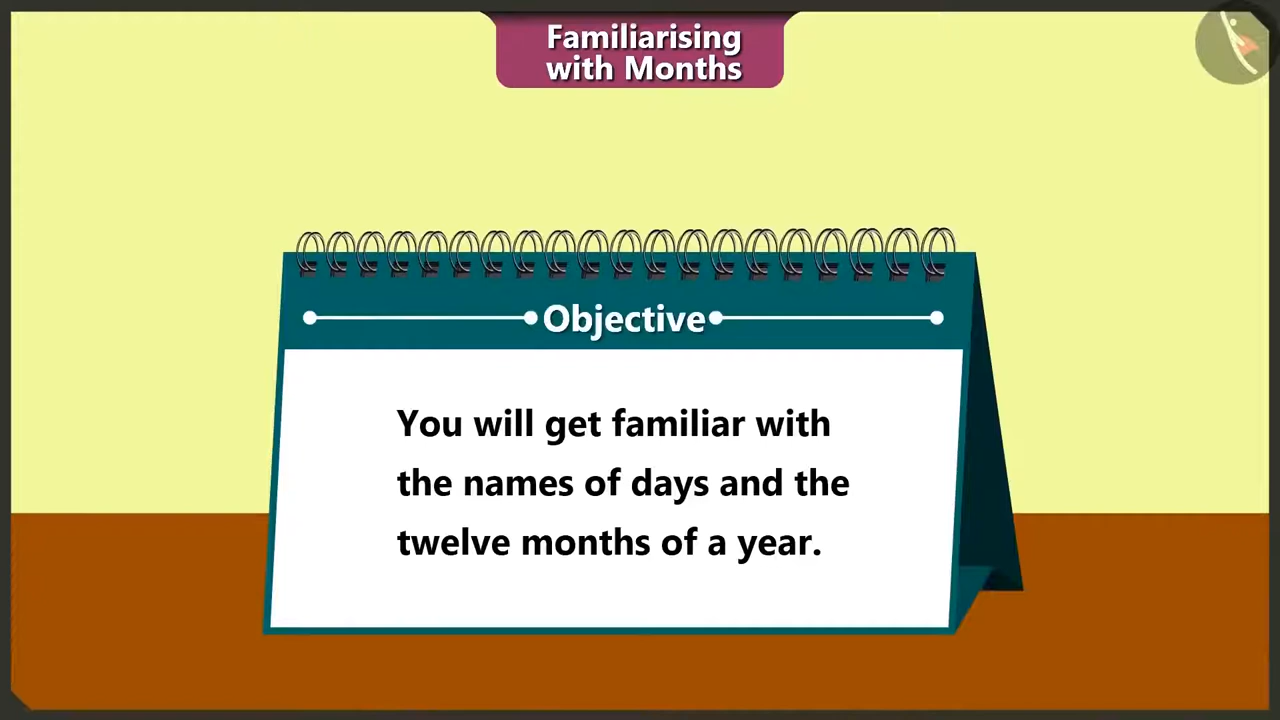 Familiarising
with Months
Objective
You will get familiar with
the names of days and the
twelve months of a year.